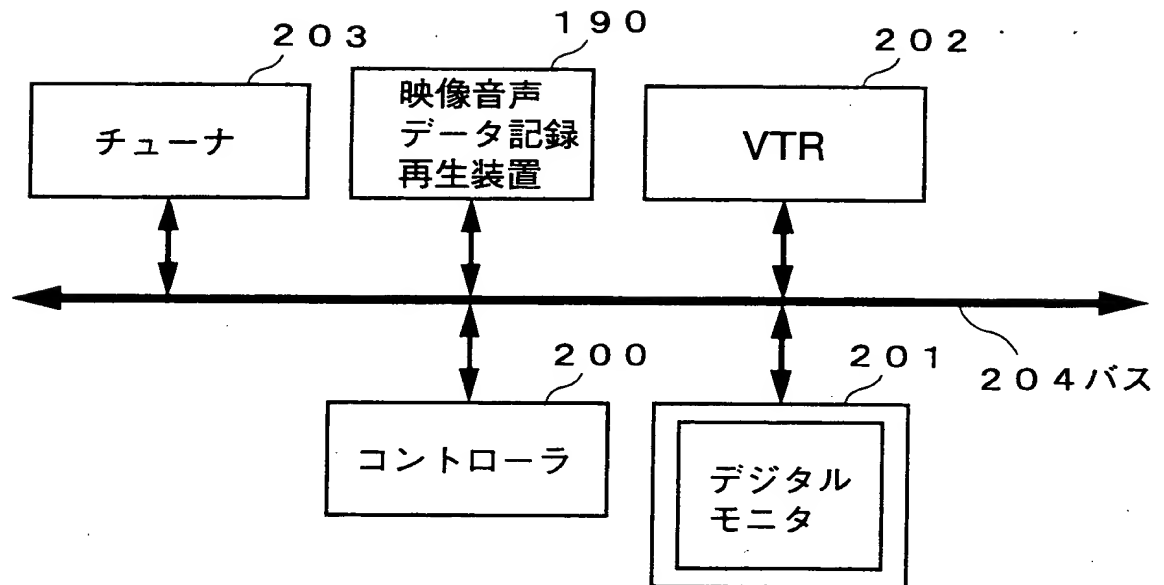 ２０３
チューナ
１９０
映像音声
データ記録
再生装置
２０２
VTR
２００
コントローラ
２０１
デジタル
モニタ
２０４バス